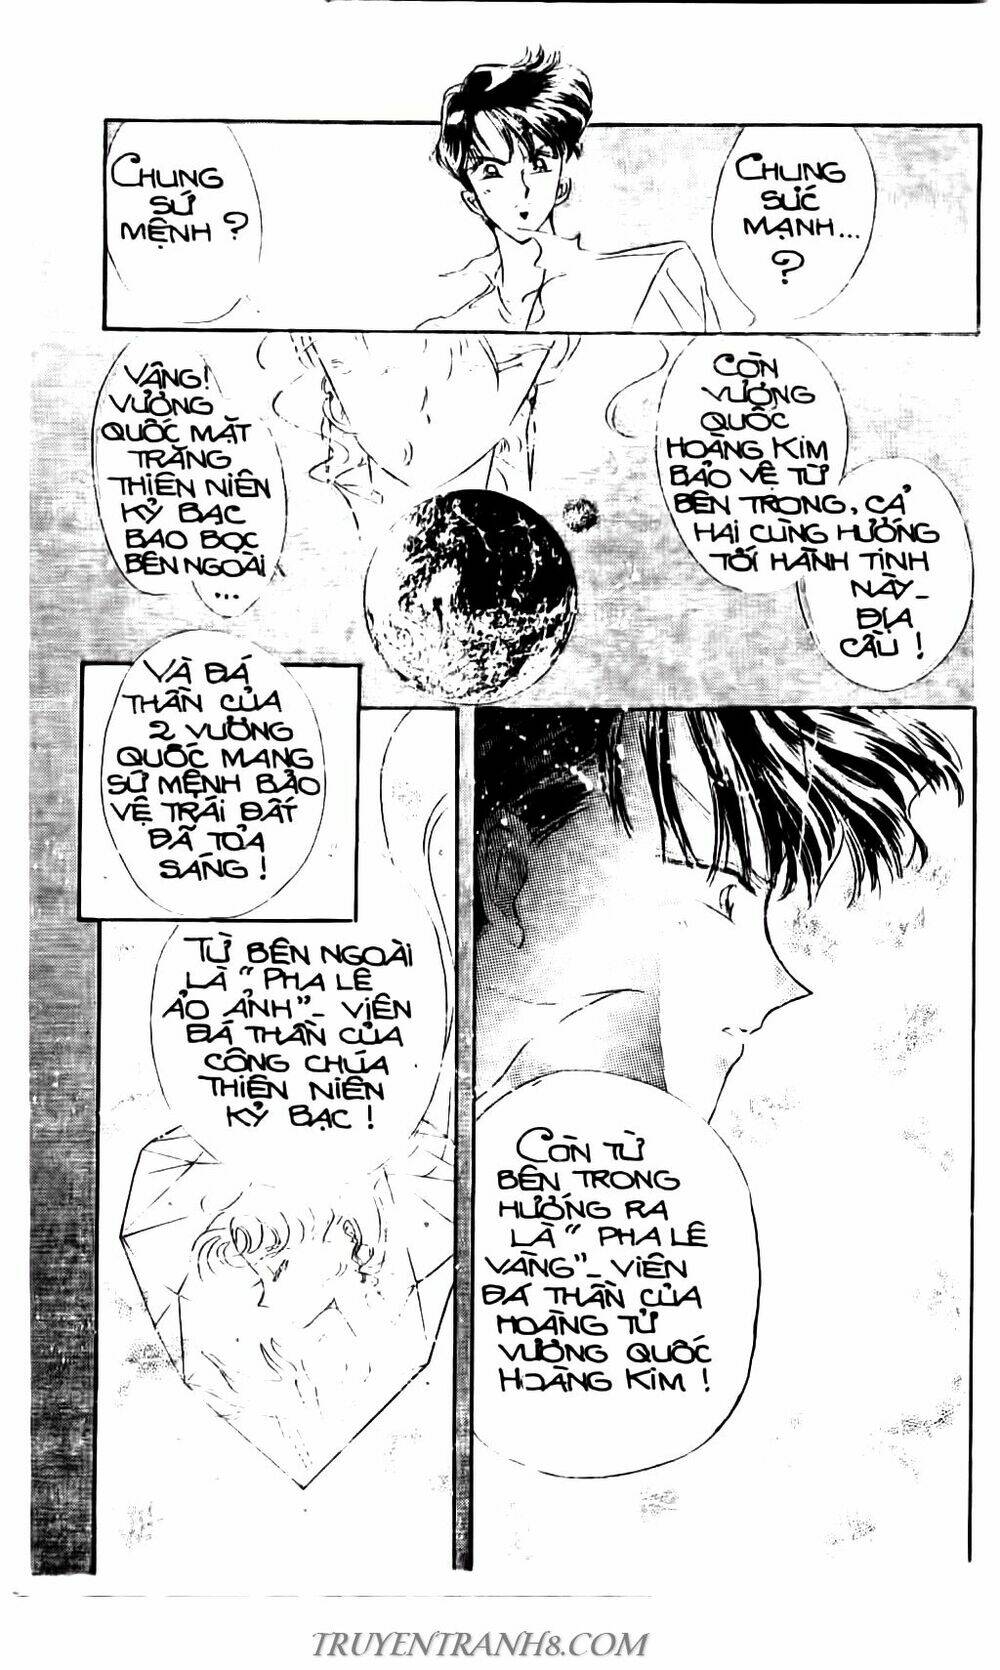 CHUNG
SỨC
MẠNH...
?
CHUNG
SỨ
MỆNH ?
CÒN
VƯƠNG
QUỐC
HOÀNG KIM
BẢO VỆ TỪ
BÊN TRONG, CẢ
HAI CÙNG HƯỚNG
TỚI HÀNH TINH
NÀY_
ĐỊA
CẦU !
VÂNG!
VƯƠNG
QUỐC MẶT
TRĂNG
THIÊN NIÊN
KỶ BẠC
BAO BỌC
BÊN NGOÀI
...
VÀ ĐÁ
THẦN CỦA
2 VƯƠNG
QUỐC MANG
SỨ MỆNH BẢO
VỆ TRÁI ĐẤT
ĐÃ TỎA
SÁNG !
TỪ BÊN NGOÀI
LÀ "PHA LÊ
ẢO ẢNH"_ VIÊN
ĐÁ THẦN CỦA
CÔNG CHÚA
THIÊN NIÊN
KỶ BẠC !
CÒN TỪ
BÊN TRONG
HƯỚNG RA
LÀ "PHA LÊ
VÀNG"_ VIÊN
ĐÁ THẦN CỦA
HOÀNG TỬ
VƯƠNG QUỐC
HOÀNG KIM !
TRUYENTRANH8.COM